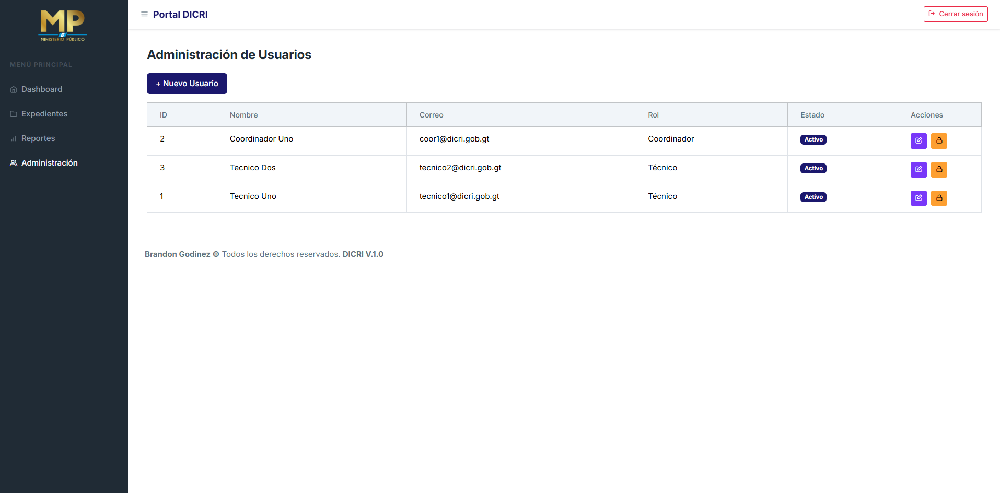 MP
MINISTERIO PÚBLICO
MENÚ PRINCIPAL
Dashboard
Expedientes
Reportes
Administración
Portal DICRI
Cerrar sesión
Administración de Usuarios
+ Nuevo Usuario
ID Nombre Correo Rol Estado Acciones
2 Coordinador Uno coor1@dicri.gob.gt Coordinador Activo
3 Tecnico Dos tecnico2@dicri.gob.gt Técnico Activo
1 Tecnico Uno tecnico1@dicri.gob.gt Técnico Activo
Brandon Godinez © Todos los derechos reservados. DICRI V.1.0